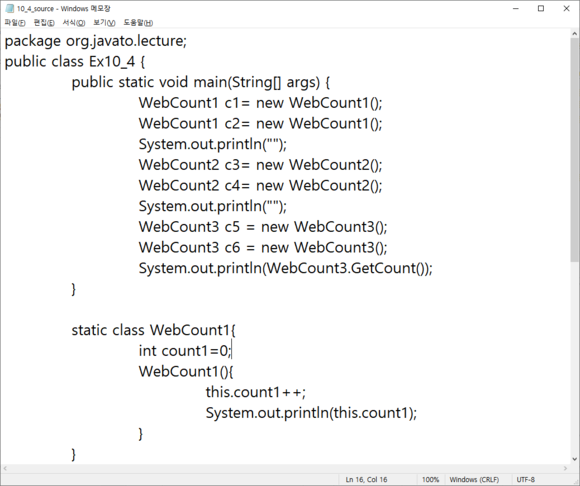 10_4_source - Windows 메모장
파일(F) 편집(E) 서식(O) 보기(V) 도움말(H)
package org.javato.lecture;
public class Ex10_4 {
public static void main(String[] args) {
WebCount1 c1= new WebCount1();
WebCount1 c2= new WebCount1();
System.out.println("");
WebCount2 c3= new WebCount2();
WebCount2 c4= new WebCount2();
System.out.println("");
WebCount3 c5 = new WebCount3();
WebCount3 c6 = new WebCount3();
System.out.println(WebCount3.GetCount());
}
static class WebCount1{
int count1=0;
WebCount1(){
this.count1++;
System.out.println(this.count1);
}
}
Ln 16, Col 16 100% Windows (CRLF) UTF-8